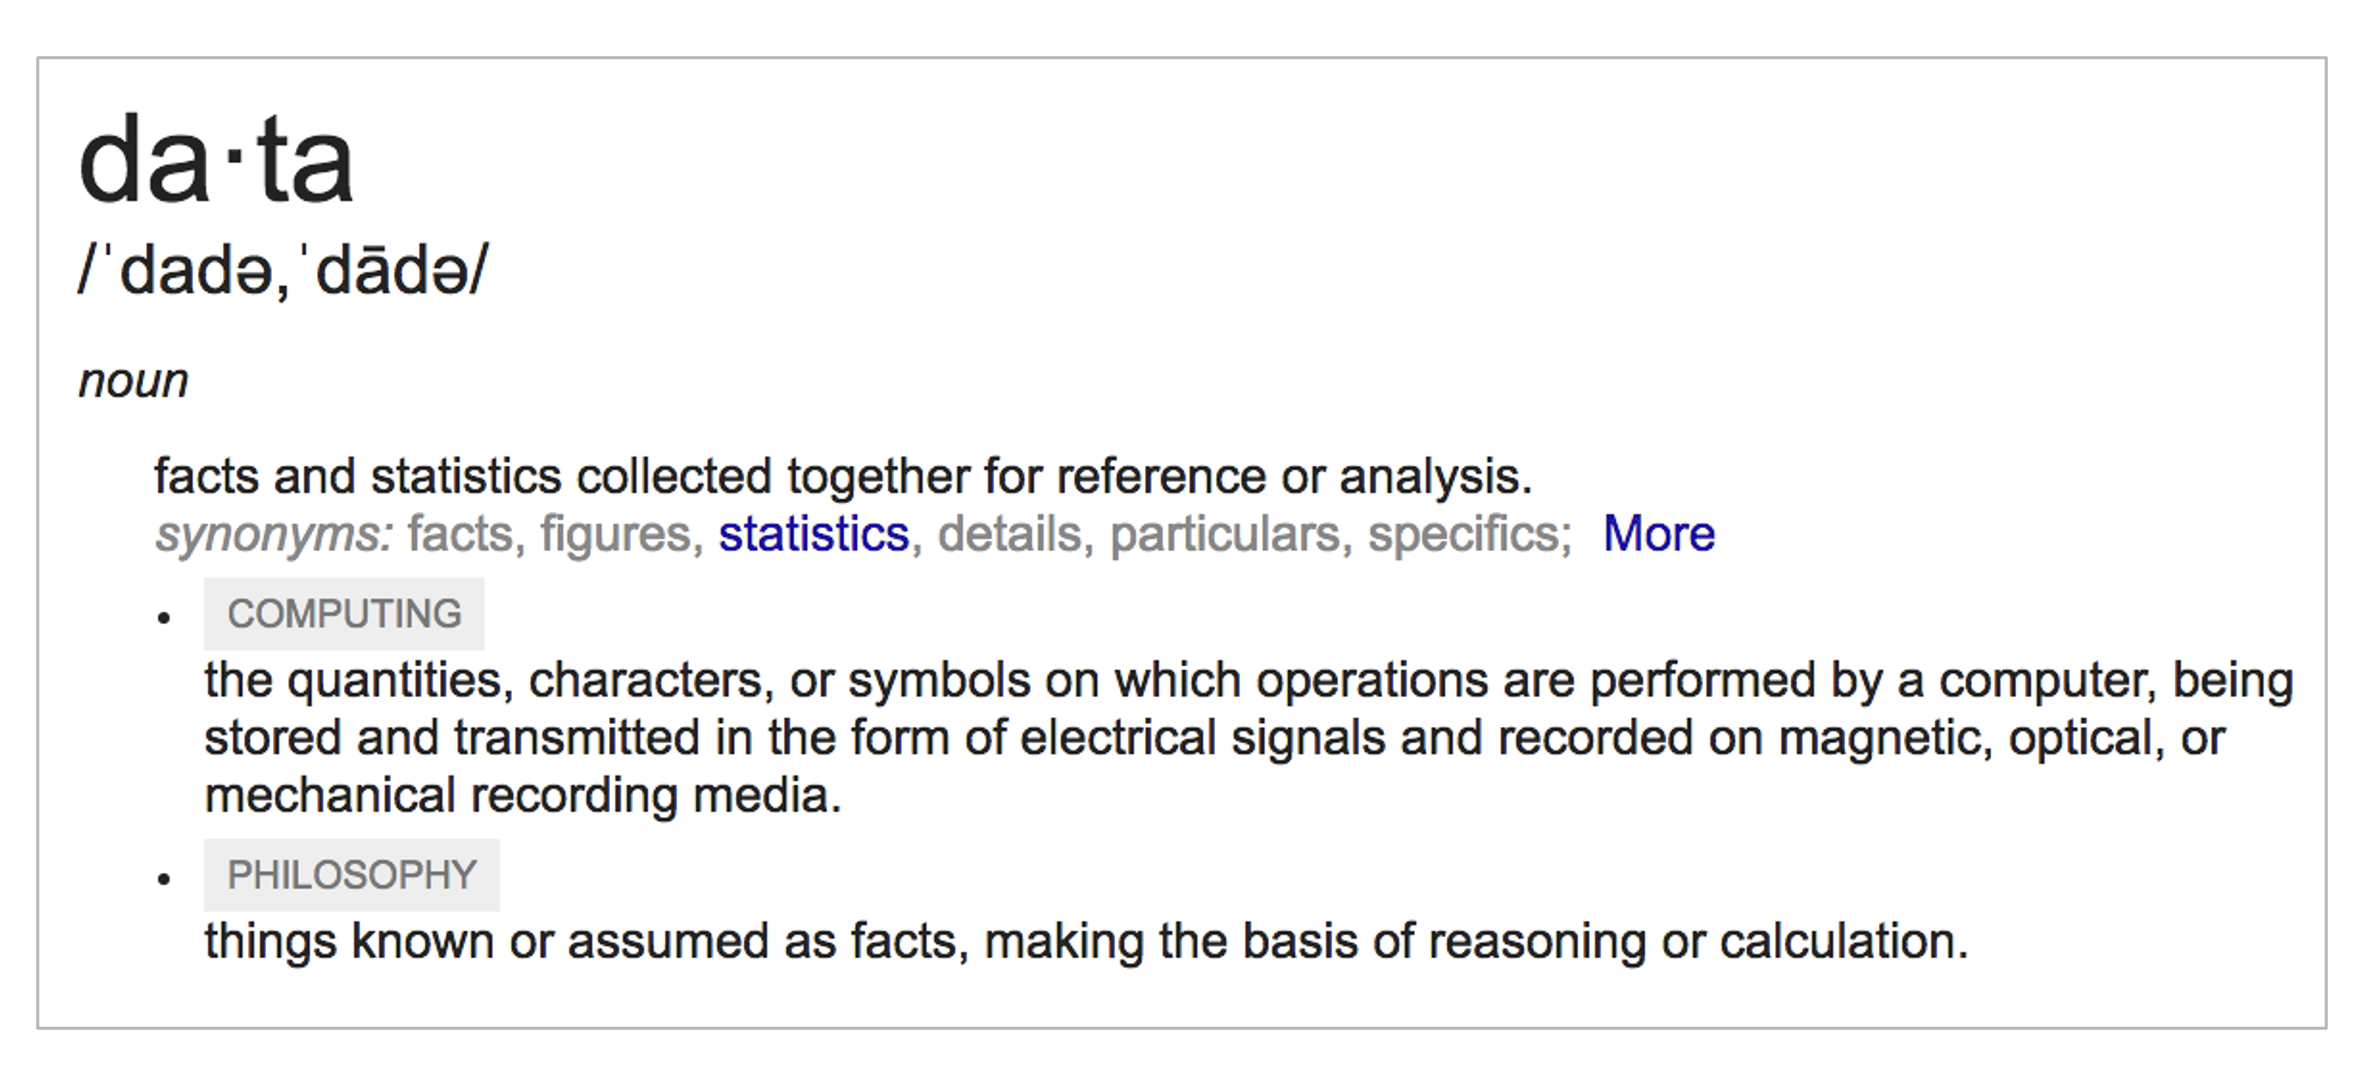 da·ta
/ˈdadə,ˈdādə/
noun
facts and statistics collected together for reference or analysis.
synonyms: facts, figures, statistics, details, particulars, specifics; More
• COMPUTING
the quantities, characters, or symbols on which operations are performed by a computer, being
stored and transmitted in the form of electrical signals and recorded on magnetic, optical, or
mechanical recording media.
• PHILOSOPHY
things known or assumed as facts, making the basis of reasoning or calculation.